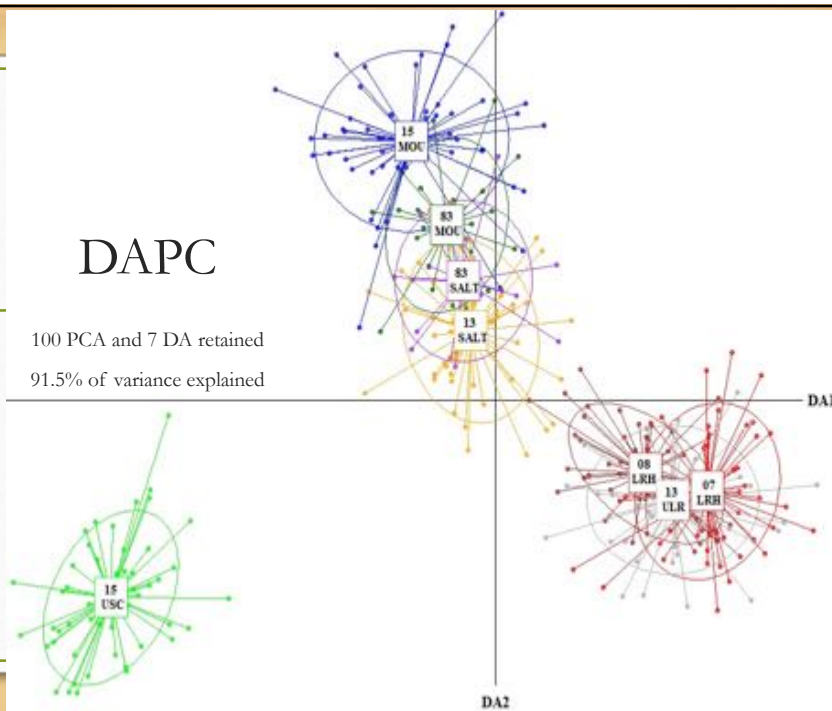 DAPC
100 PCA and 7 DA retained
91.5% of variance explained
15
MOU
83
MOU
83
SALT
13
SALT
DA1
08
LRH
13
ULR
07
LRH
15
USC
DA2